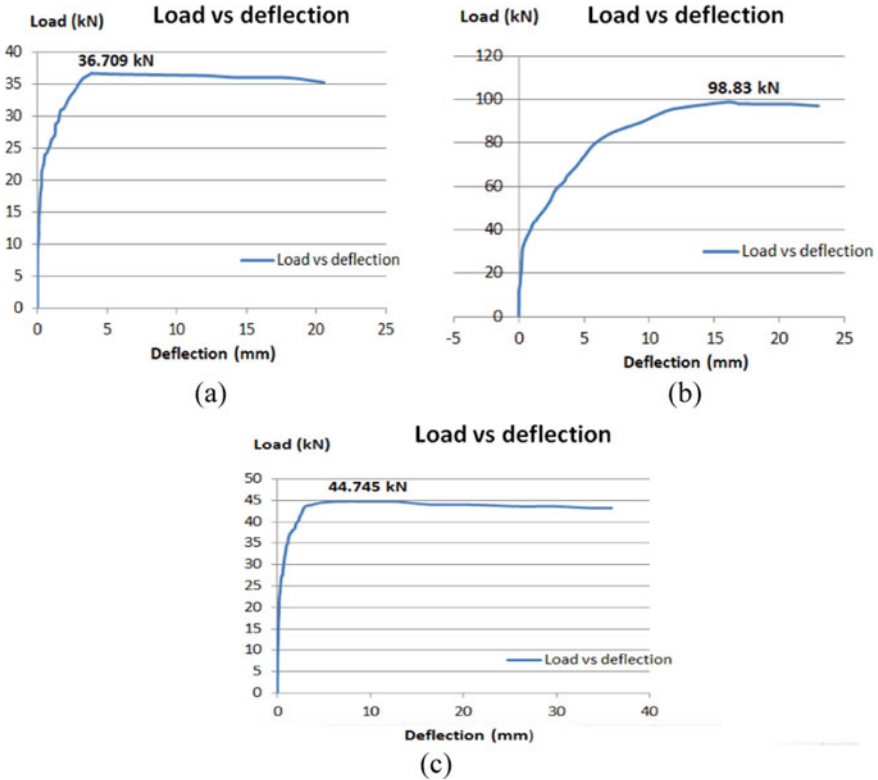 Load (kN)
Load vs deflection
36.709 kN
40
35
30
25
20
15
10
5
0
Load vs deflection
0 5 10 15 20 25
Deflection (mm)
(a)
Load (kN)
Load vs deflection
98.83 kN
120
100
80
60
40
20
0
Load vs deflection
-5 0 5 10 15 20 25
Deflection (mm)
(b)
Load (kN)
Load vs deflection
44.745 kN
50
45
40
35
30
25
20
15
10
5
0
Load vs deflection
0 10 20 30 40
Deflection (mm)
(c)